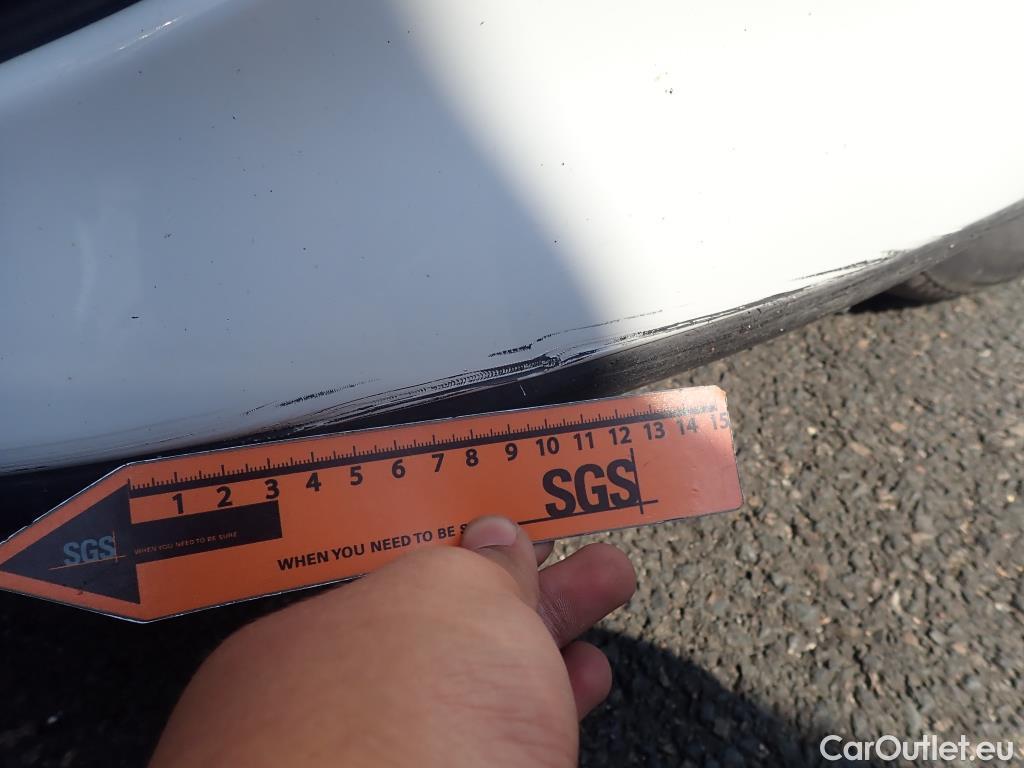 1 2 3 4 5 6 7 8 9 10 11 12 13 14 15
SGS
SGS WHEN YOU NEED TO BE SURE
WHEN YOU NEED TO BE
CarOutlet.eu